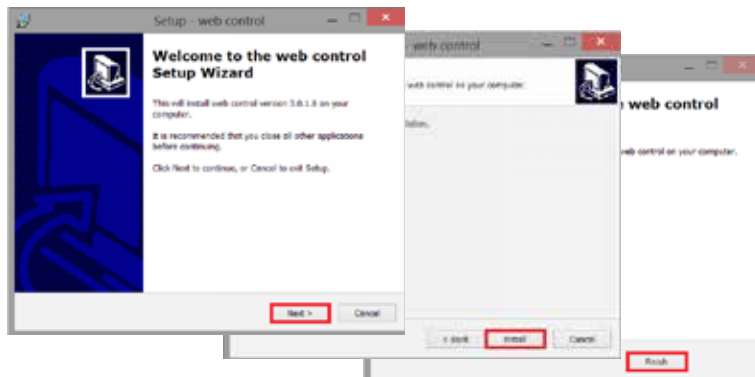 Setup - web control
Welcome to the web control
Setup Wizard
This will install web control version 3.0.1.8 on your
computer.
It is recommended that you close all other applications
before continuing.
Click Next to continue, or Cancel to exit Setup.
Next >
Cancel
- web control
web control on your computer.
< Back
Install
Cancel
web control
web control on your computer.
Finish